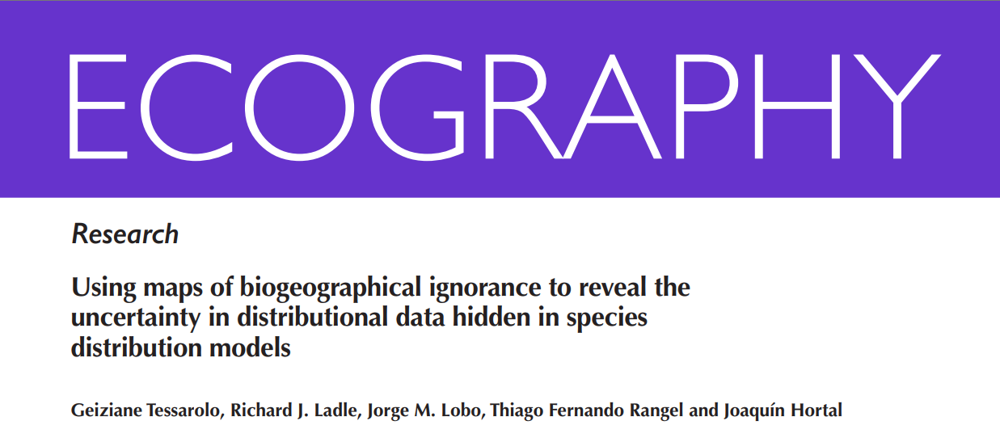 ECOGRAPHY
Research
Using maps of biogeographical ignorance to reveal the
uncertainty in distributional data hidden in species
distribution models
Geiziane Tessarolo, Richard J. Ladle, Jorge M. Lobo, Thiago Fernando Rangel and Joaquín Hortal